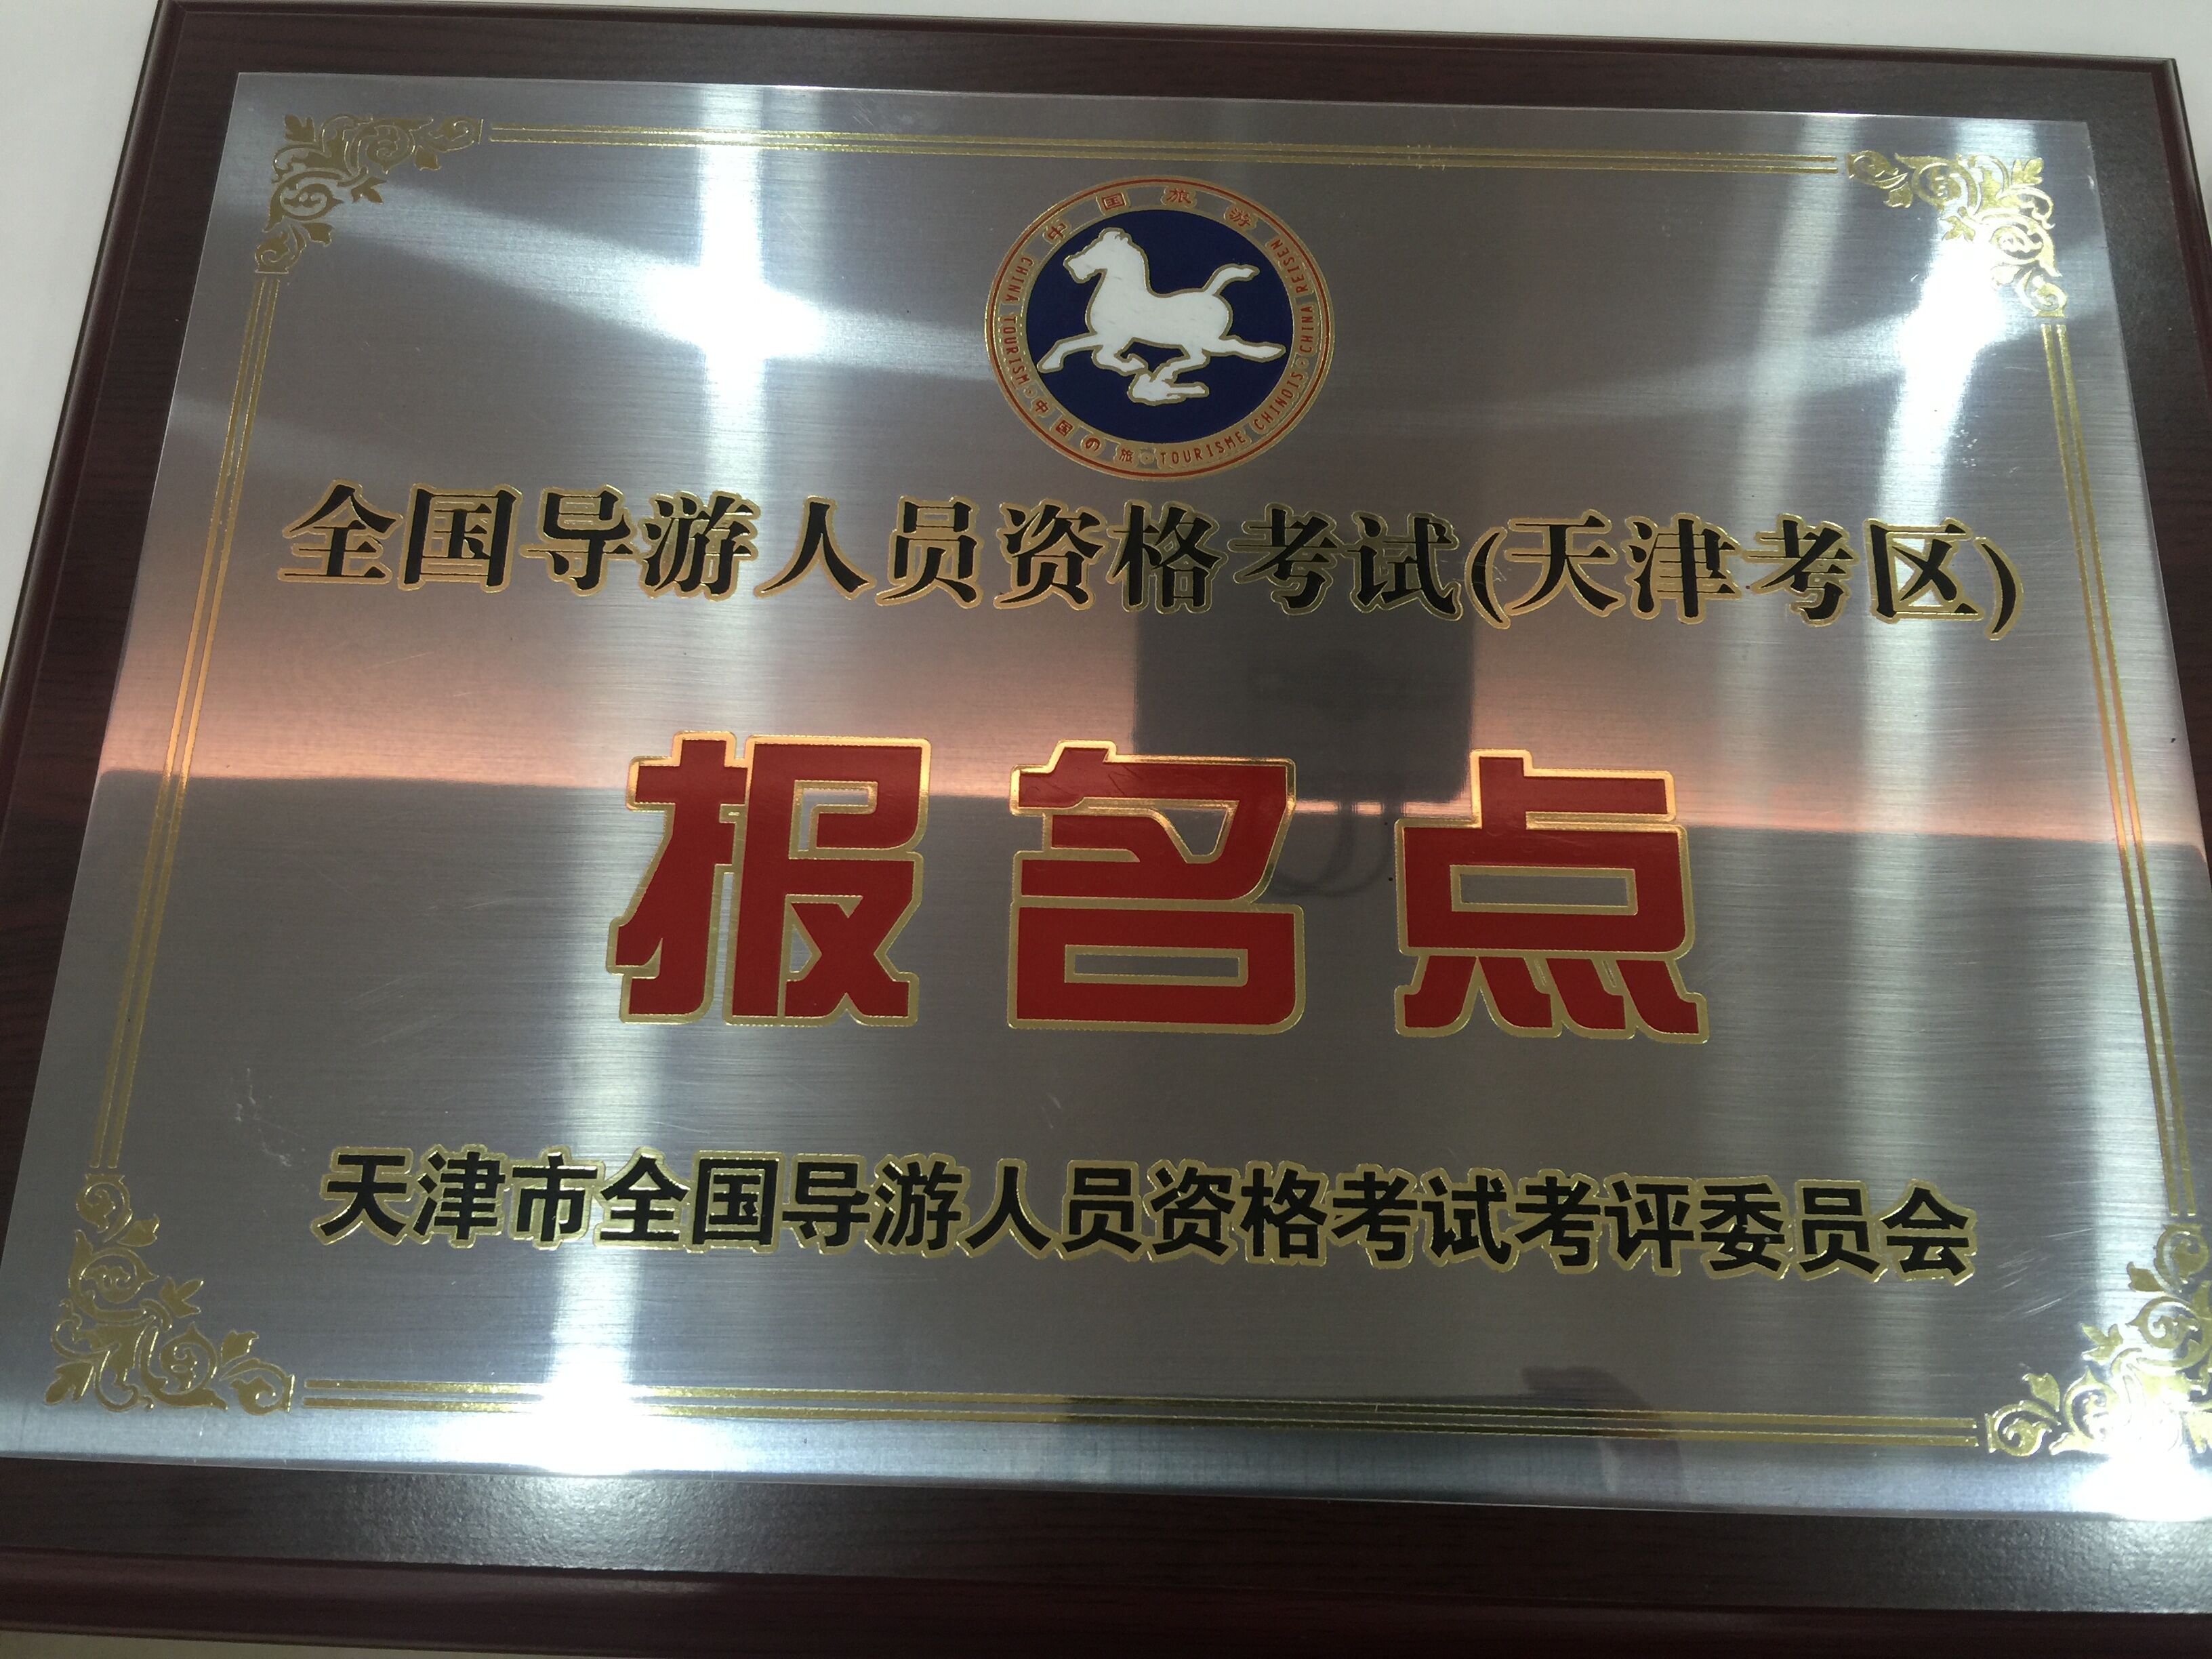 中国旅游
CHINA TOURISM·中国の旅·TOURISME CHINOIS·CHINA REISEN
全国导游人员资格考试(天津考区)
报名点
天津市全国导游人员资格考试考评委员会